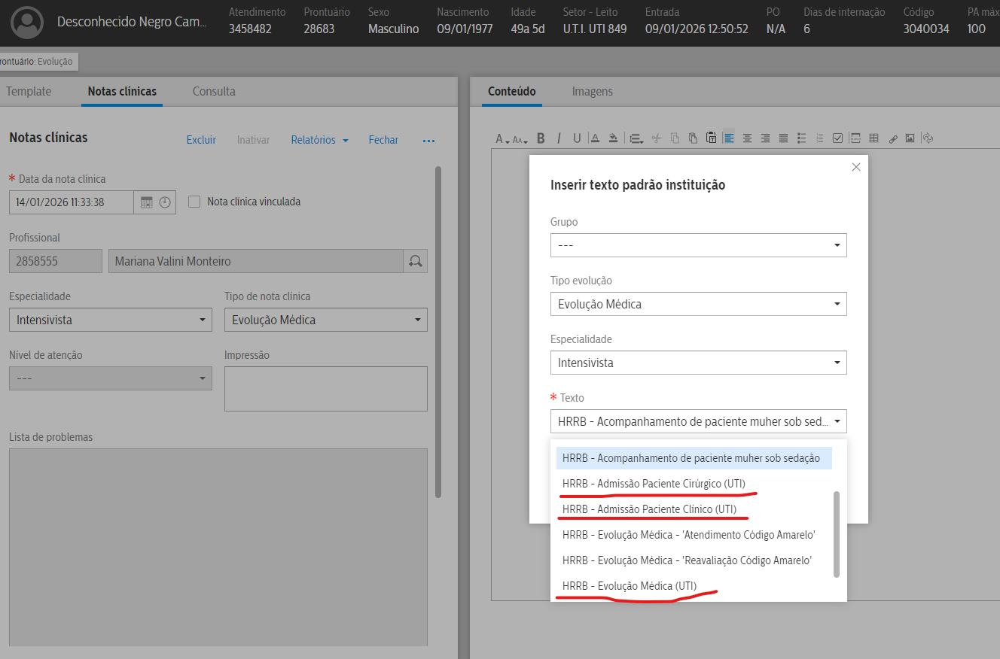 Atendimento Prontuário Sexo Nascimento Idade Setor - Leito Entrada PO Dias de internação Código PA máx
Desconhecido Negro Cam... 3458482 28683 Masculino 09/01/1977 49a 5d U.T.I. UTI 849 09/01/2026 12:50:52 N/A 6 3040034 100
rontuário: Evolução
Template Notas clínicas Consulta
Conteúdo Imagens
Notas clínicas Excluir Inativar Relatórios Fechar ...
* Data da nota clínica
14/01/2026 11:33:38 Nota clínica vinculada
Profissional
2858555 Mariana Valini Monteiro
Especialidade Tipo de nota clínica
Intensivista Evolução Médica
Nível de atenção Impressão
---
Lista de problemas
A A A B I U A
Inserir texto padrão instituição
Grupo
---
Tipo evolução
Evolução Médica
Especialidade
Intensivista
* Texto
HRRB - Acompanhamento de paciente muher sob sed...
HRRB - Acompanhamento de paciente muher sob sedação
HRRB - Admissão Paciente Cirúrgico (UTI)
HRRB - Admissão Paciente Clínico (UTI)
HRRB - Evolução Médica - 'Atendimento Código Amarelo'
HRRB - Evolução Médica - 'Reavaliação Código Amarelo'
HRRB - Evolução Médica (UTI)